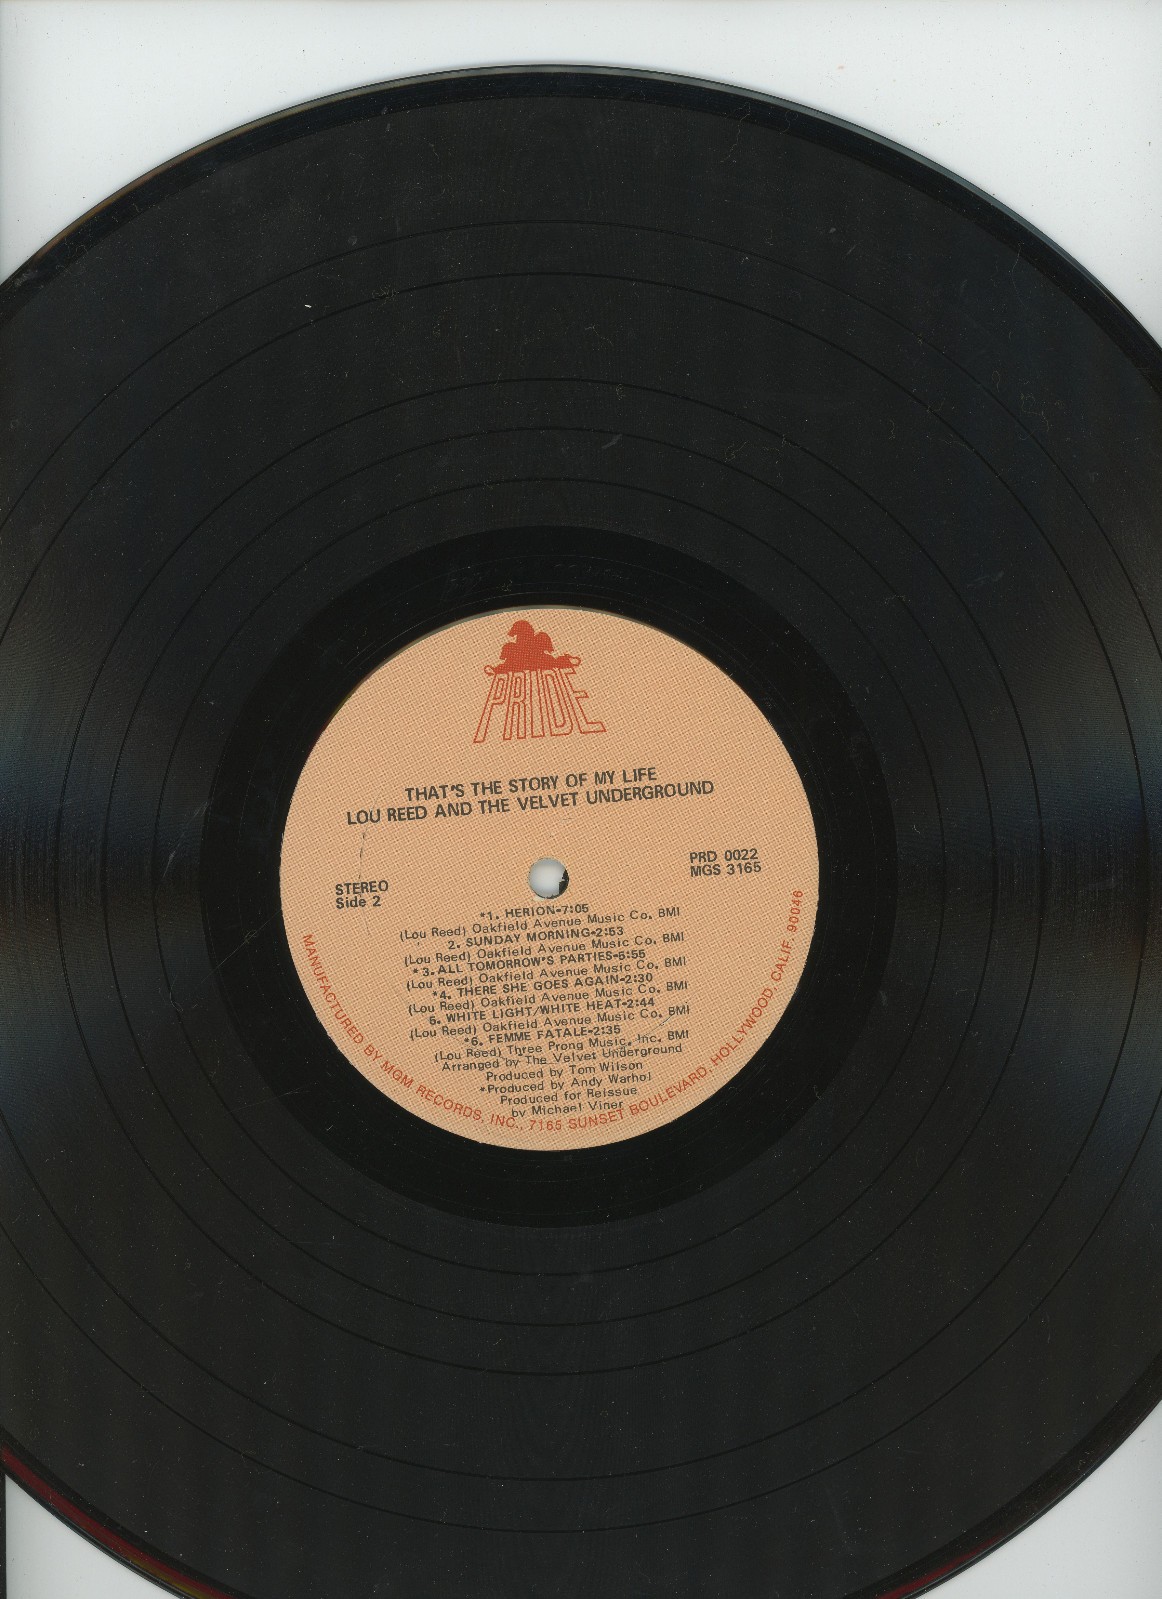 PRIDE
THAT'S THE STORY OF MY LIFE
LOU REED AND THE VELVET UNDERGROUND
STEREO
Side 2
PRD 0022
MGS 3165
*1. HERION-7:05
(Lou Reed) Oakfield Avenue Music Co. BMI
2. SUNDAY MORNING-2:53
(Lou Reed) Oakfield Avenue Music Co. BMI
*3. ALL TOMORROW'S PARTIES-5:55
(Lou Reed) Oakfield Avenue Music Co. BMI
*4. THERE SHE GOES AGAIN-2:30
(Lou Reed) Oakfield Avenue Music Co. BMI
5. WHITE LIGHT/WHITE HEAT-2:44
(Lou Reed) Oakfield Avenue Music Co. BMI
*6. FEMME FATALE-2:35
(Lou Reed) Three Prong Music, Inc. BMI
Arranged by The Velvet Underground
Produced by Tom Wilson
*Produced by Andy Warhol
Produced for Reissue
by Michael Viner
MANUFACTURED BY MGM RECORDS, INC., 7165 SUNSET BOULEVARD, HOLLYWOOD, CALIF. 90046